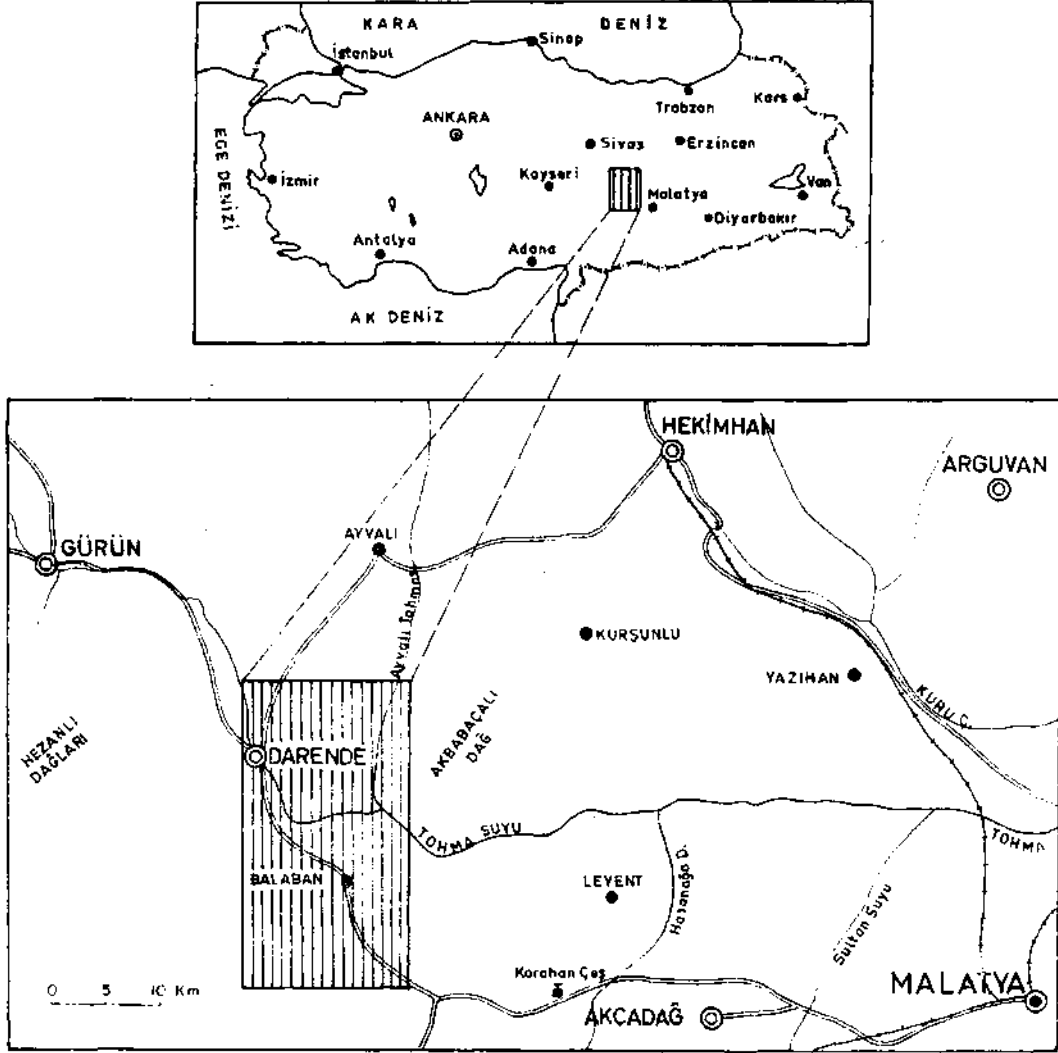 KARA DENİZ
Sinop
İstanbul
Trabzon
Kars
ANKARA
Sivas
Erzincan
EGE DENİZİ
İzmir
Kayseri
Malatya
Van
Diyarbakır
Antalya
Adana
AK DENİZ
HEKİMHAN
ARGUVAN
AYVALI
GÜRÜN
Ayvalı Tohması
KURŞUNLU
YAZIHAN
KURU Ç.
HEZANLI
DAĞLARI
AKBABAÇALI
DAĞ
DARENDE
TOHMA SUYU
TOHMA
BALABAN
LEVENT
Hasanağa D.
Sultan Suyu
Karahan Çeş
0 5 10 Km
MALATYA
AKÇADAĞ